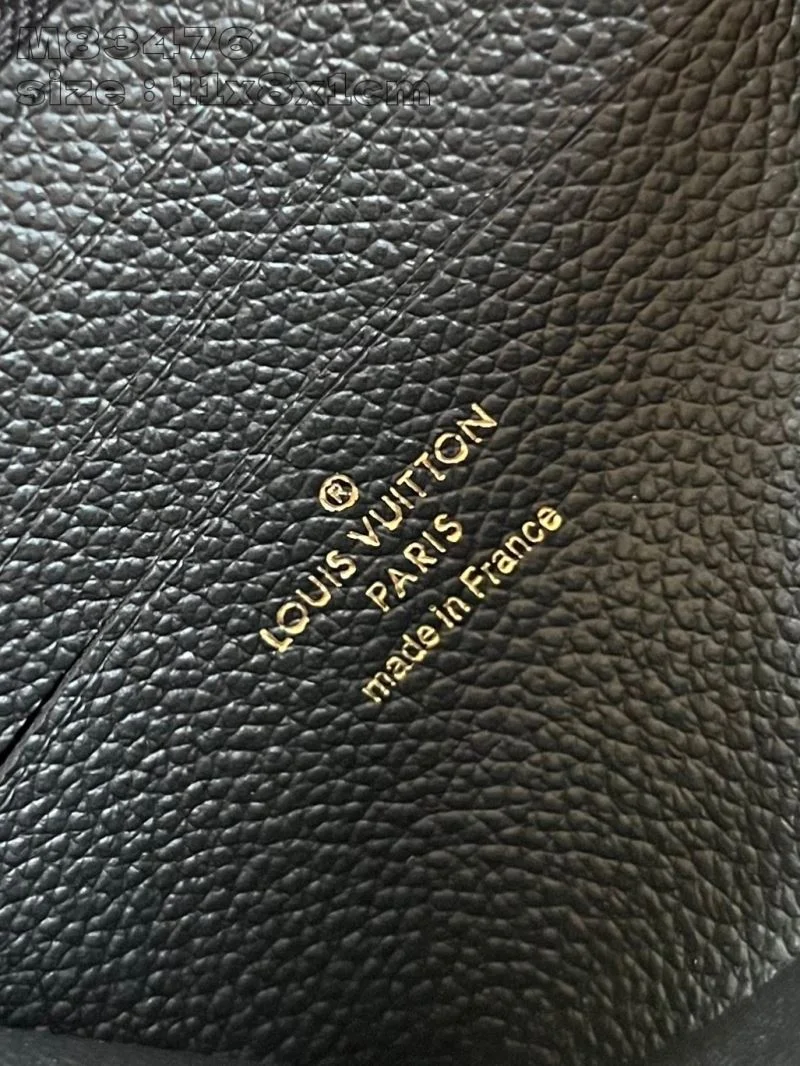 M83476
size : 11x8x1cm
®
LOUIS VUITTON
PARIS
made in France